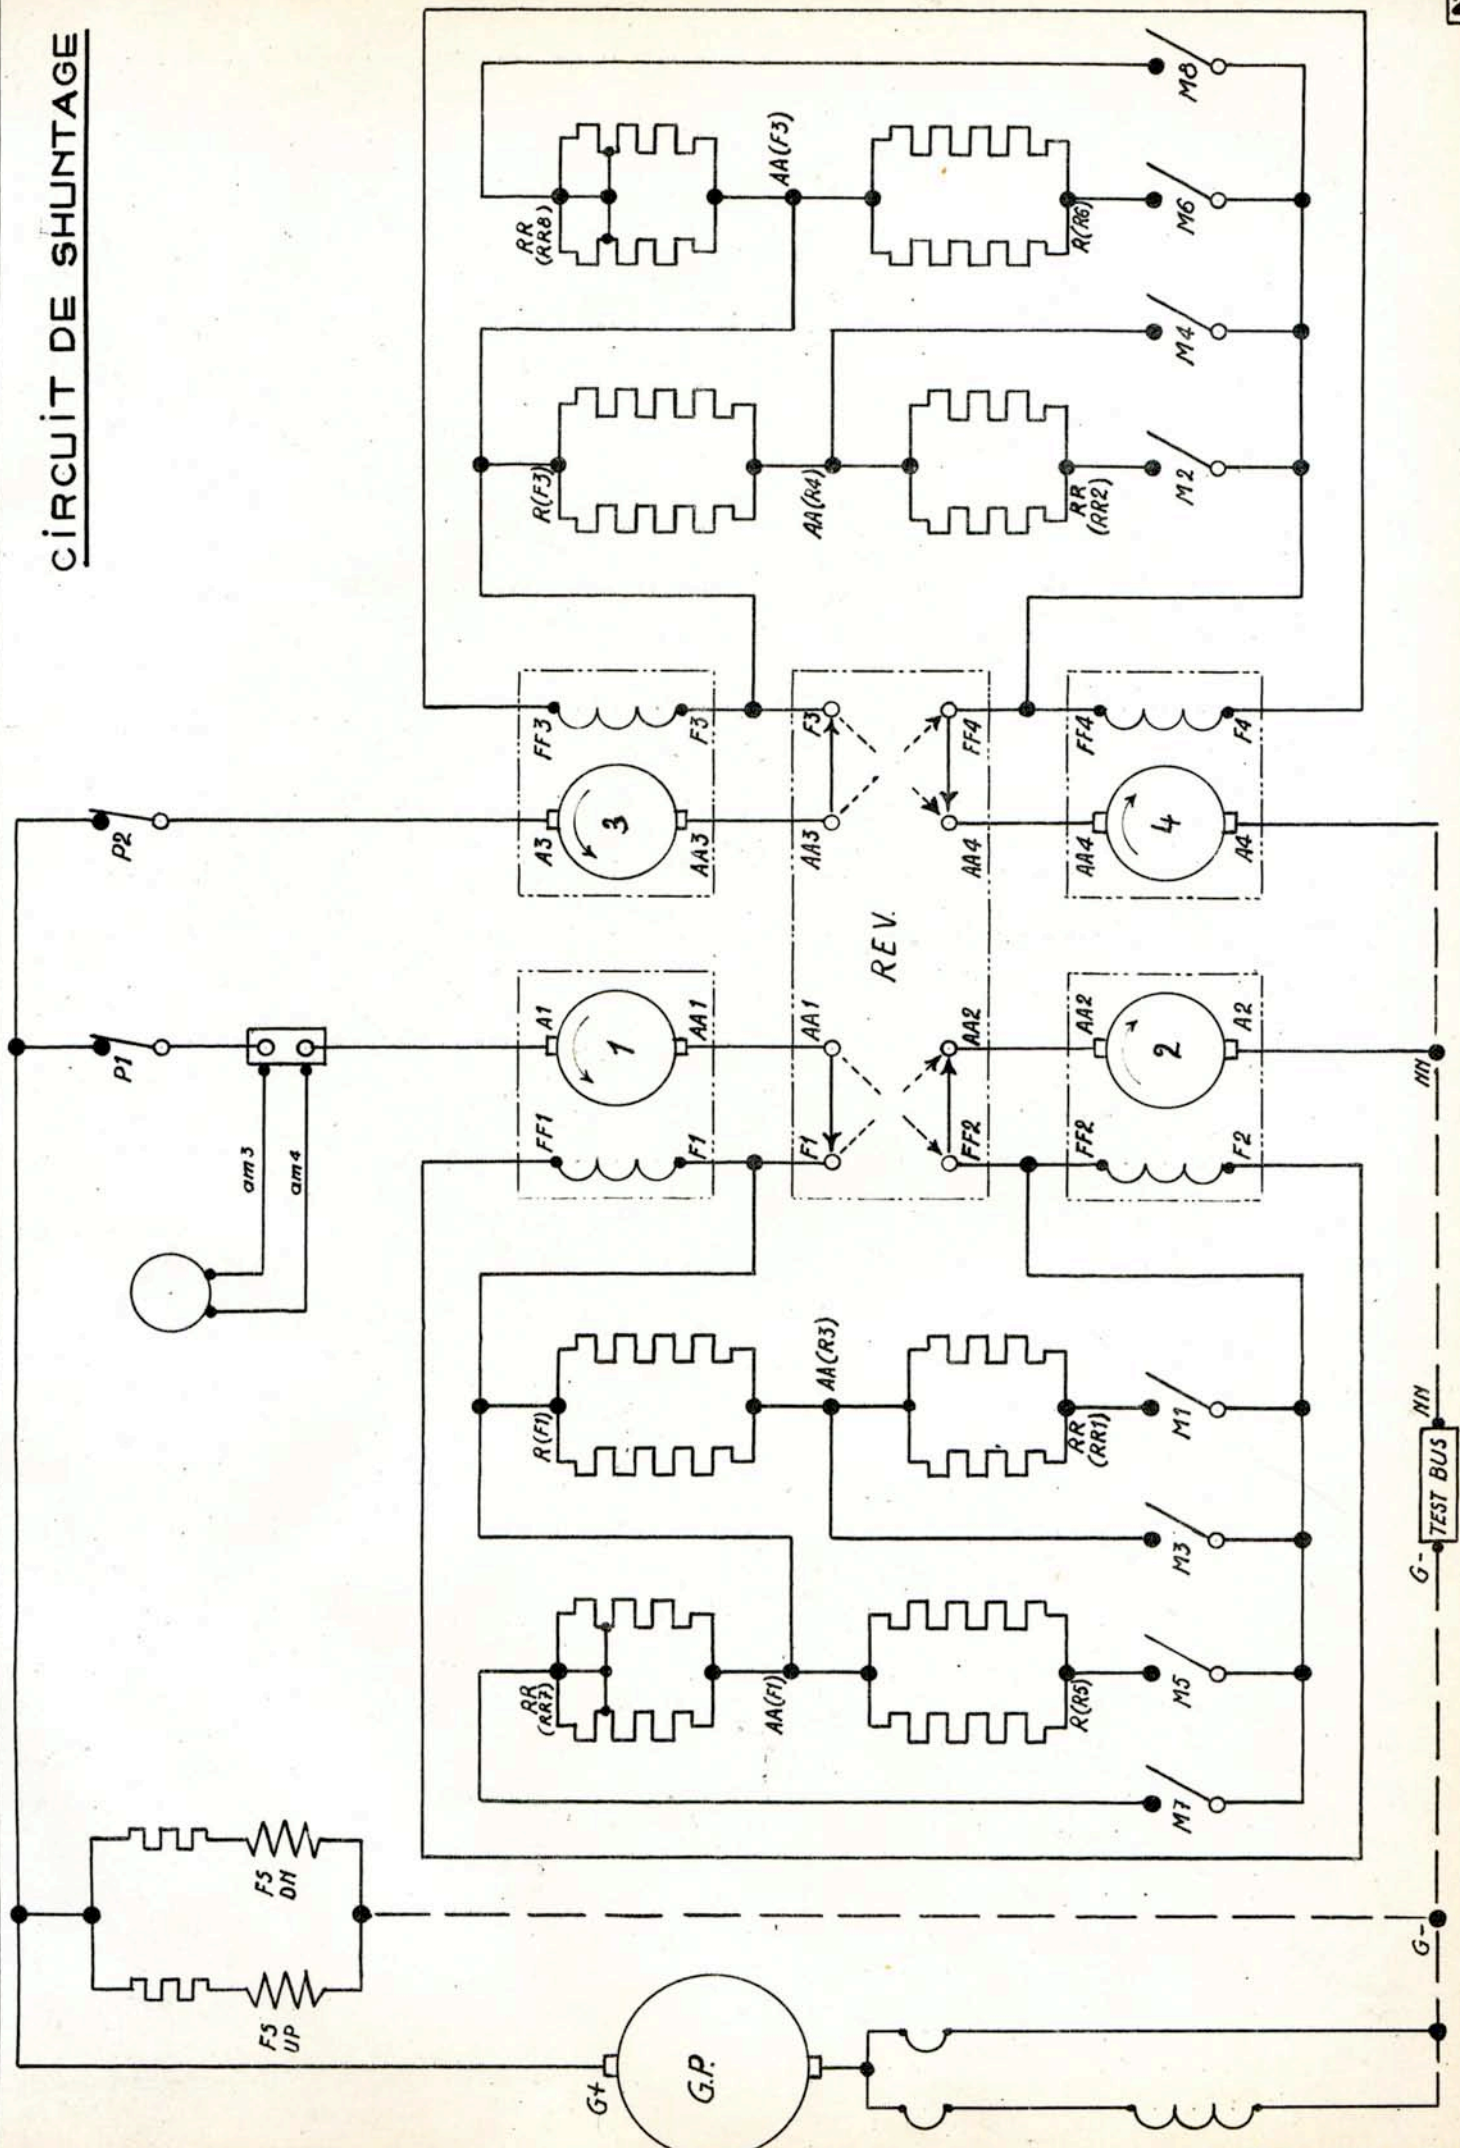 CiRCUiT DE SHUNTAGE
P2
P1
am3
am4
FS
DN
FS
UP
G+
G.P.
FF3
F3
A3
3
AA3
FF1
F1
A1
1
AA1
REV.
F3
AA3
FF4
AA4
F1
AA1
FF2
AA2
FF4
F4
AA4
4
A4
FF2
F2
AA2
2
A2
RR
(RR8)
AA(F3)
R(R6)
M8
M6
R(F3)
AA(R4)
RR
(RR2)
M4
M2
R(F1)
AA(R3)
RR
(RR1)
M1
M3
RR
(RR7)
AA(F1)
R(R5)
M5
M7
NN
NN
TEST BUS
G-
G-